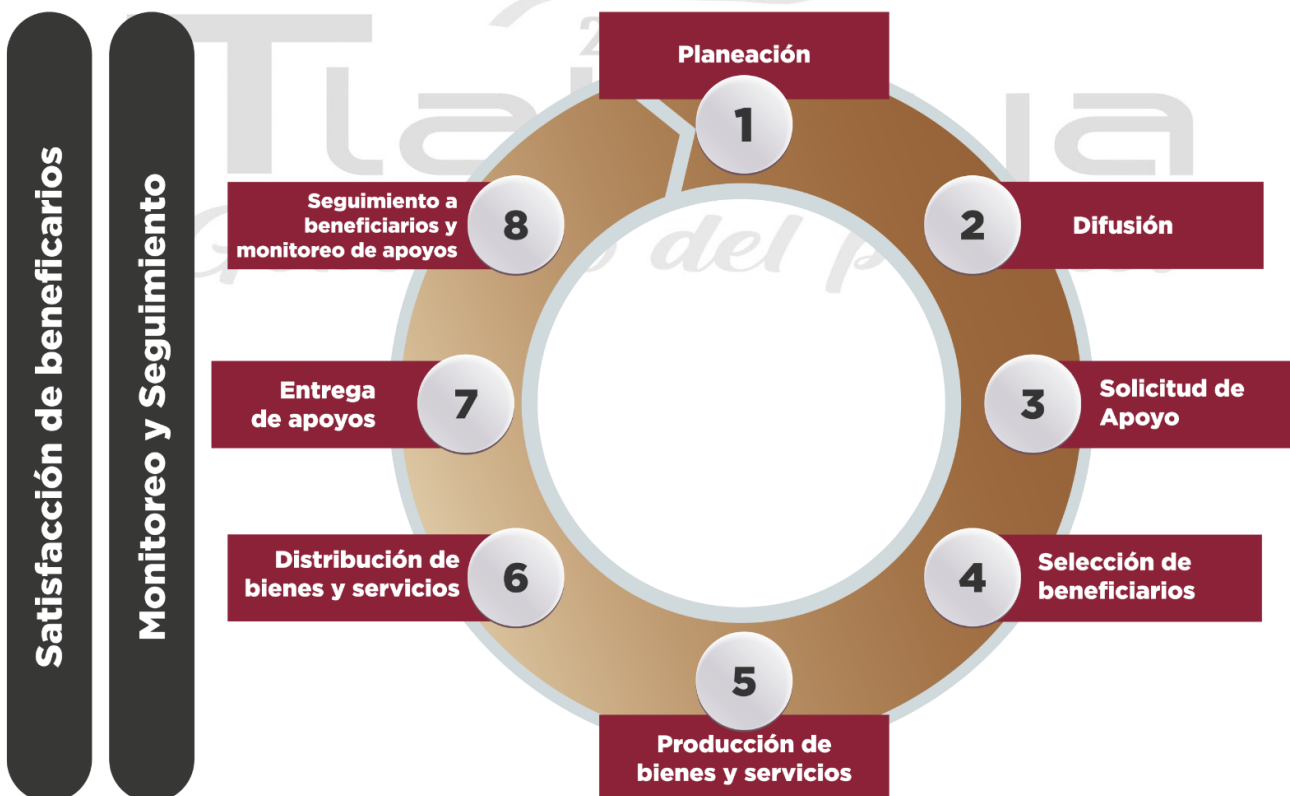 Satisfacción de beneficarios
Monitoreo y Seguimiento
Planeación
1
2
Difusión
3
Solicitud de
Apoyo
4
Selección de
beneficiarios
5
Producción de
bienes y servicios
6
Distribución de
bienes y servicios
7
Entrega
de apoyos
8
Seguimiento a
beneficiarios y
monitoreo de apoyos
del